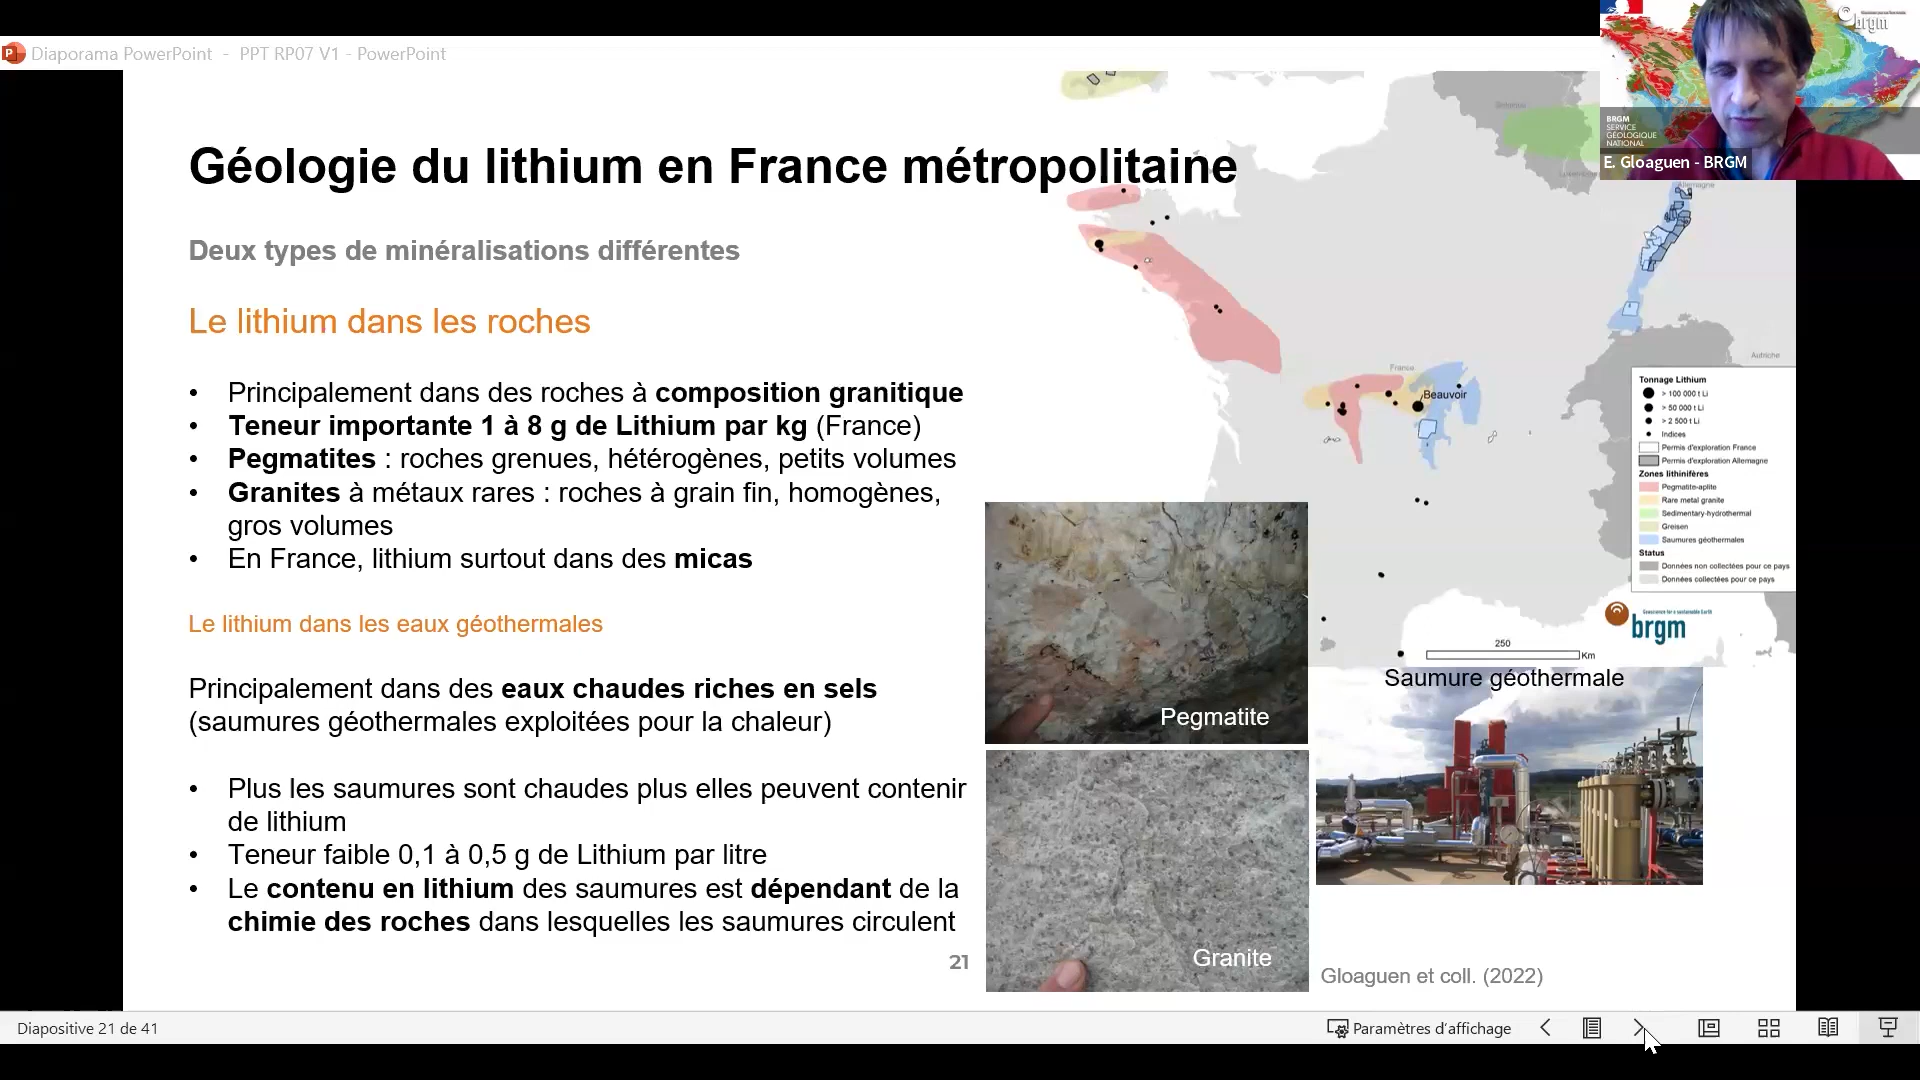 Diaporama PowerPoint - PPT RP07 V1 - PowerPoint
brgm
BRGM
SERVICE
GÉOLOGIQUE
NATIONAL
E. Gloaguen - BRGM
Géologie du lithium en France métropolitaine
Deux types de minéralisations différentes
Le lithium dans les roches
• Principalement dans des roches à composition granitique
• Teneur importante 1 à 8 g de Lithium par kg (France)
• Pegmatites : roches grenues, hétérogènes, petits volumes
• Granites à métaux rares : roches à grain fin, homogènes,
gros volumes
• En France, lithium surtout dans des micas
Le lithium dans les eaux géothermales
Principalement dans des eaux chaudes riches en sels
(saumures géothermales exploitées pour la chaleur)
• Plus les saumures sont chaudes plus elles peuvent contenir
de lithium
• Teneur faible 0,1 à 0,5 g de Lithium par litre
• Le contenu en lithium des saumures est dépendant de la
chimie des roches dans lesquelles les saumures circulent
21
Allemagne
France
Beauvoir
Autriche
Tonnage Lithium
> 100 000 t Li
> 50 000 t Li
> 2 500 t Li
Indices
Permis d'exploration France
Permis d'exploration Allemagne
Zones lithinifères
Pegmatite-aplite
Rare metal granite
Sedimentary-hydrothermal
Greisen
Saumures géothermales
Status
Données non collectées pour ce pays
Données collectées pour ce pays
Geoscience for a sustainable Earth
brgm
250
Km
Pegmatite
Saumure géothermale
Granite
Gloaguen et coll. (2022)
Diapositive 21 de 41
Paramètres d'affichage